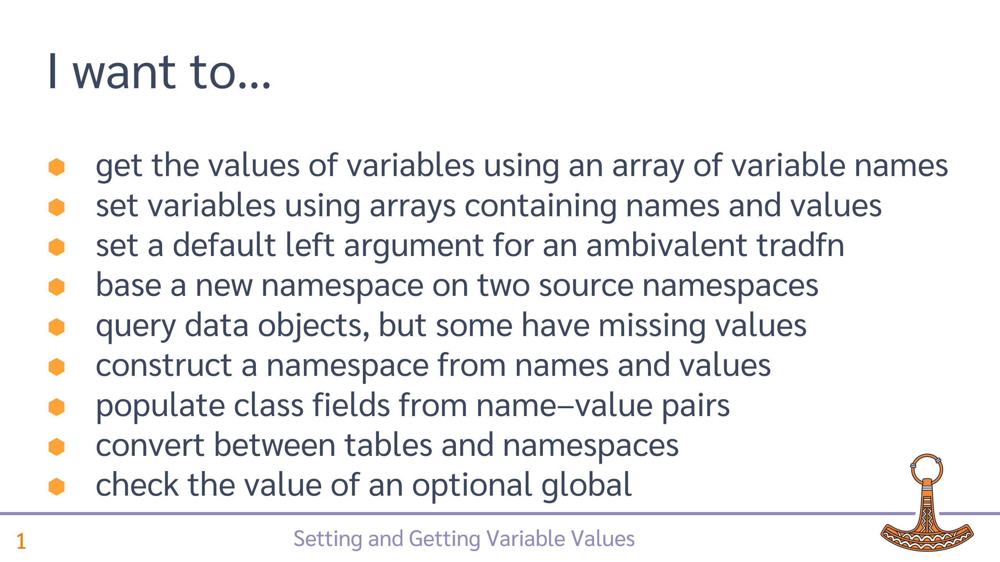 I want to...
get the values of variables using an array of variable names
set variables using arrays containing names and values
set a default left argument for an ambivalent tradfn
base a new namespace on two source namespaces
query data objects, but some have missing values
construct a namespace from names and values
populate class fields from name–value pairs
convert between tables and namespaces
check the value of an optional global
1
Setting and Getting Variable Values